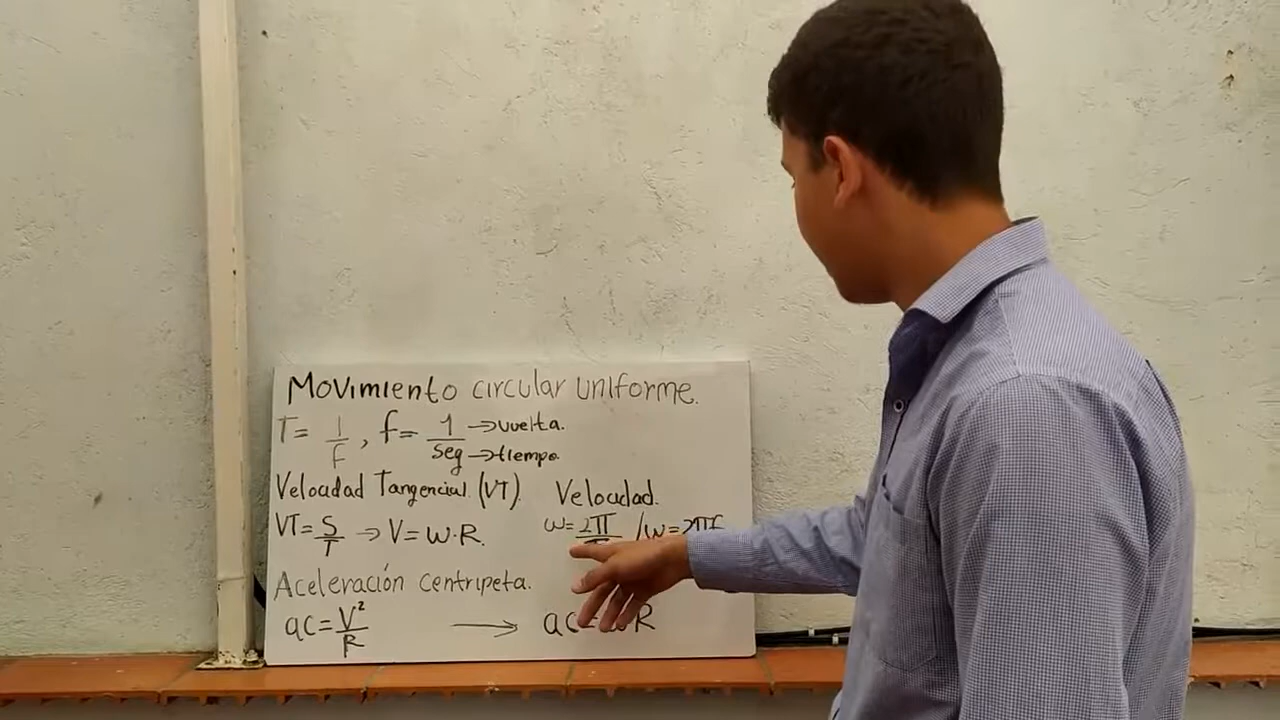 Movimiento circular uniforme.
T = 1/f, f = 1/seg → vuelta. → tiempo
Velocidad Tangencial (VT). Velocidad.
VT = S/T → V = W·R. ω = 2π / ω = 2πf
Aceleración centripeta.
ac = V²/R → ac = R